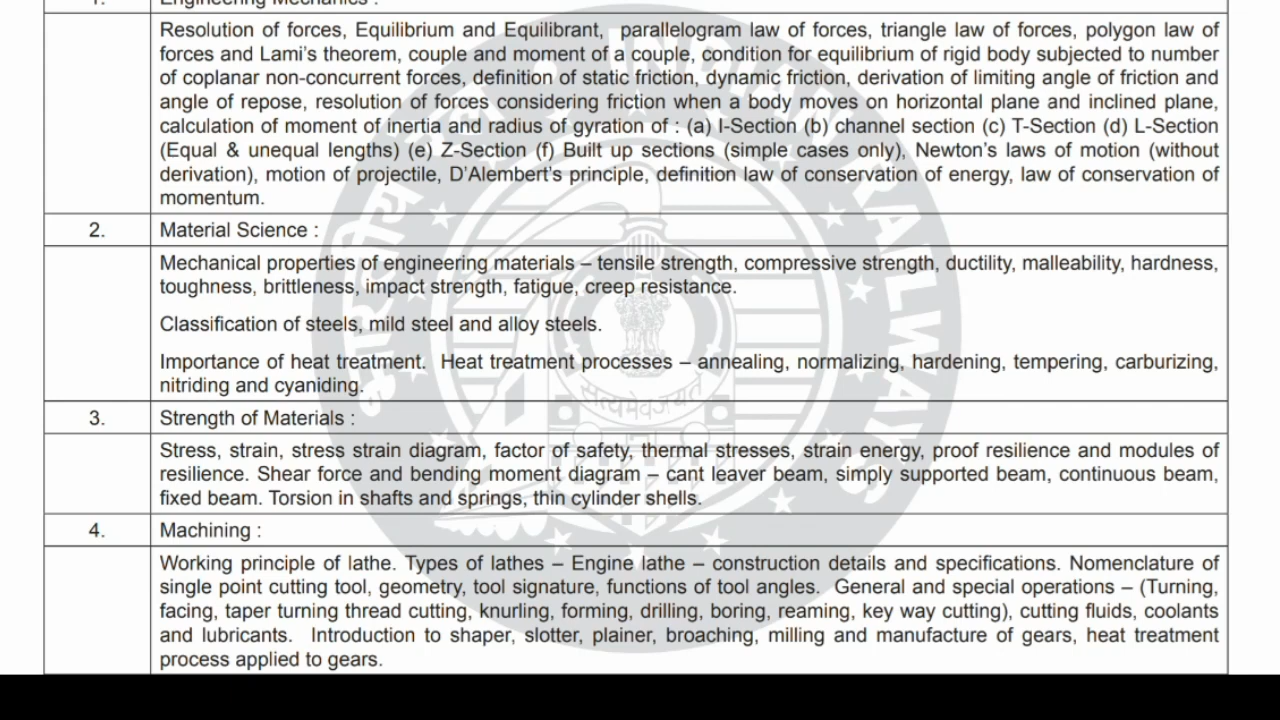 1. Engineering Mechanics :
Resolution of forces, Equilibrium and Equilibrant, parallelogram law of forces, triangle law of forces, polygon law of
forces and Lami's theorem, couple and moment of a couple, condition for equilibrium of rigid body subjected to number
of coplanar non-concurrent forces, definition of static friction, dynamic friction, derivation of limiting angle of friction and
angle of repose, resolution of forces considering friction when a body moves on horizontal plane and inclined plane,
calculation of moment of inertia and radius of gyration of : (a) I-Section (b) channel section (c) T-Section (d) L-Section
(Equal & unequal lengths) (e) Z-Section (f) Built up sections (simple cases only), Newton's laws of motion (without
derivation), motion of projectile, D'Alembert's principle, definition law of conservation of energy, law of conservation of
momentum.
2. Material Science :
Mechanical properties of engineering materials – tensile strength, compressive strength, ductility, malleability, hardness,
toughness, brittleness, impact strength, fatigue, creep resistance.
Classification of steels, mild steel and alloy steels.
Importance of heat treatment. Heat treatment processes – annealing, normalizing, hardening, tempering, carburizing,
nitriding and cyaniding.
3. Strength of Materials :
Stress, strain, stress strain diagram, factor of safety, thermal stresses, strain energy, proof resilience and modules of
resilience. Shear force and bending moment diagram – cant leaver beam, simply supported beam, continuous beam,
fixed beam. Torsion in shafts and springs, thin cylinder shells.
4. Machining :
Working principle of lathe. Types of lathes – Engine lathe – construction details and specifications. Nomenclature of
single point cutting tool, geometry, tool signature, functions of tool angles. General and special operations – (Turning,
facing, taper turning thread cutting, knurling, forming, drilling, boring, reaming, key way cutting), cutting fluids, coolants
and lubricants. Introduction to shaper, slotter, plainer, broaching, milling and manufacture of gears, heat treatment
process applied to gears.
भारतीय रेल
INDIAN RAILWAYS
सत्यमेव जयते